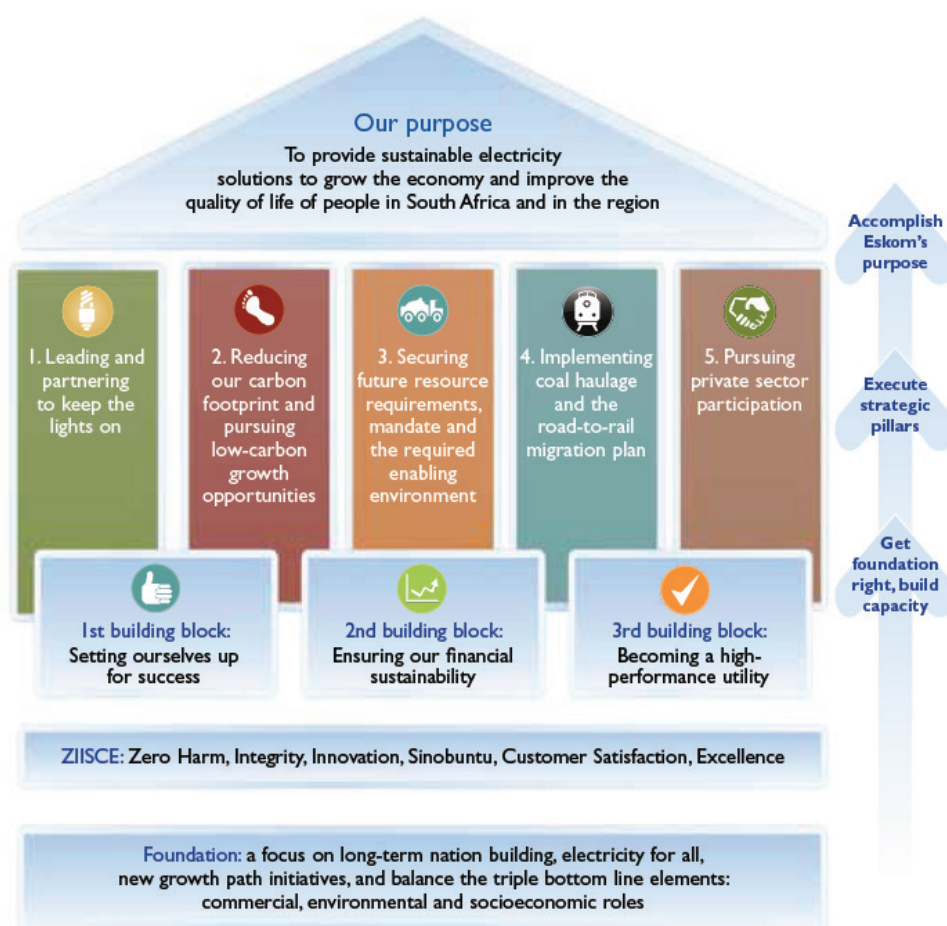 Our purpose
To provide sustainable electricity
solutions to grow the economy and improve the
quality of life of people in South Africa and in the region
Accomplish
Eskom's
purpose
1. Leading and
partnering
to keep the
lights on
2. Reducing
our carbon
footprint and
pursuing
low-carbon
growth
opportunities
3. Securing
future resource
requirements,
mandate and
the required
enabling
environment
4. Implementing
coal haulage
and the
road-to-rail
migration plan
5. Pursuing
private sector
participation
Execute
strategic
pillars
Get
foundation
right, build
capacity
1st building block:
Setting ourselves up
for success
2nd building block:
Ensuring our financial
sustainability
3rd building block:
Becoming a high-
performance utility
ZIISCE: Zero Harm, Integrity, Innovation, Sinobuntu, Customer Satisfaction, Excellence
Foundation: a focus on long-term nation building, electricity for all,
new growth path initiatives, and balance the triple bottom line elements:
commercial, environmental and socioeconomic roles